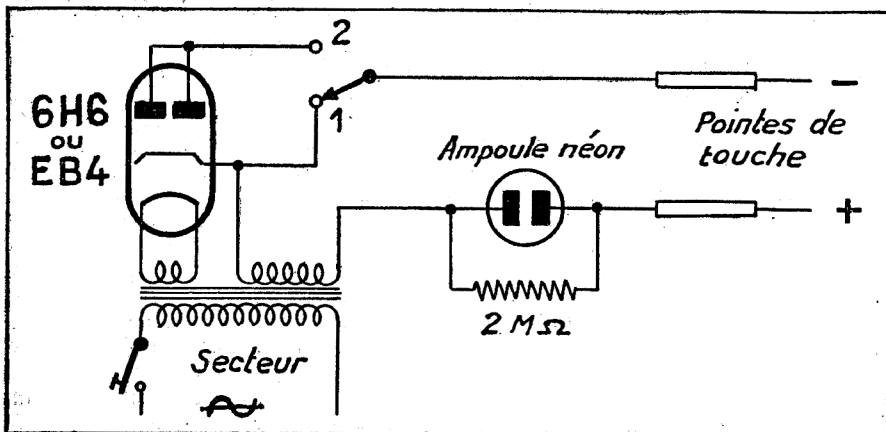 2
6H6
ou
EB4
1
-
Pointes de
touche
Ampoule néon
+
2 MΩ
Secteur